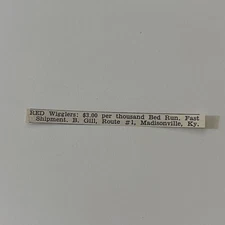 RED Wigglers: $3.00 per thousand Bed Run. Fast
Shipment. B. Gill, Route #1, Madisonville, Ky.